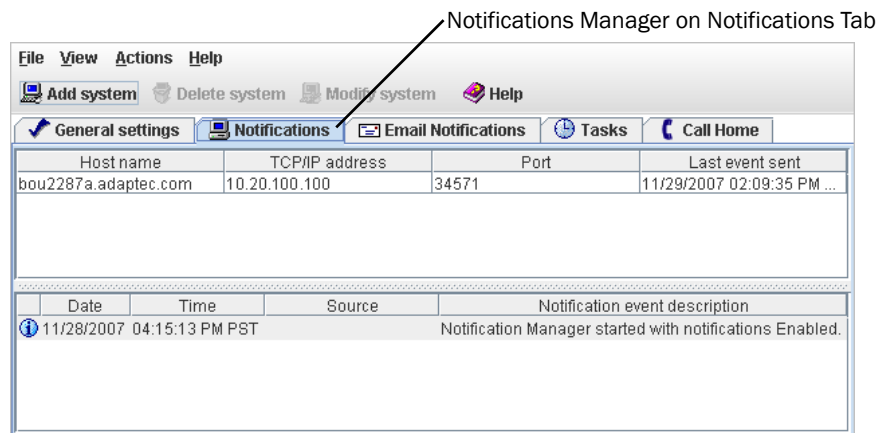 Notifications Manager on Notifications Tab
File View Actions Help
Add system Delete system Modify system Help
General settings Notifications Email Notifications Tasks Call Home
Host name TCP/IP address Port Last event sent
bou2287a.adaptec.com 10.20.100.100 34571 11/29/2007 02:09:35 PM ...
Date Time Source Notification event description
11/28/2007 04:15:13 PM PST Notification Manager started with notifications Enabled.